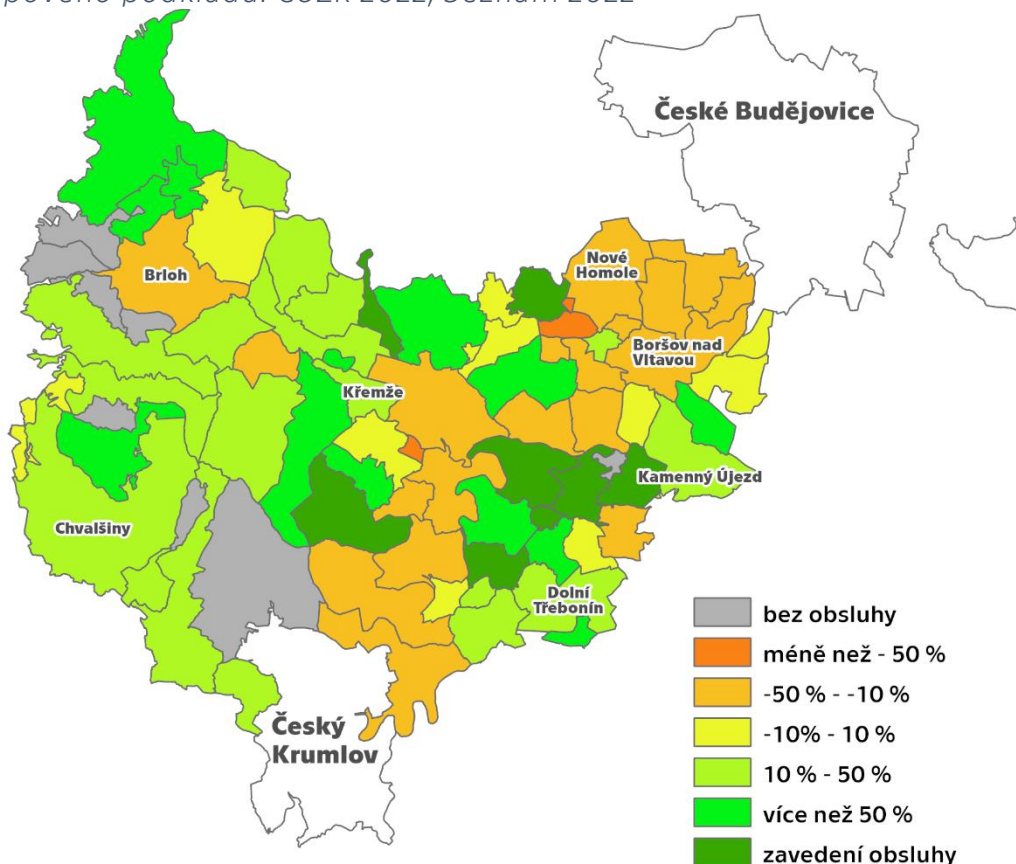 2022
České Budějovice
Nové
Homole
Brloh
Boršov nad
Vltavou
Křemže
Kamenný Újezd
Chvalšiny
Dolní
Třebonín
Český
Krumlov
bez obsluhy
méně než - 50 %
-50 % - -10 %
-10% - 10 %
10 % - 50 %
více než 50 %
zavedení obsluhy